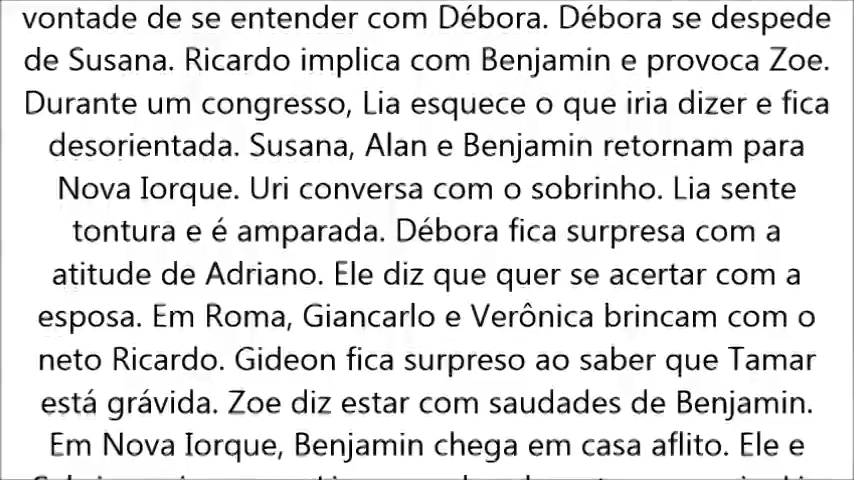 vontade de se entender com Débora. Débora se despede
de Susana. Ricardo implica com Benjamin e provoca Zoe.
Durante um congresso, Lia esquece o que iria dizer e fica
desorientada. Susana, Alan e Benjamin retornam para
Nova Iorque. Uri conversa com o sobrinho. Lia sente
tontura e é amparada. Débora fica surpresa com a
atitude de Adriano. Ele diz que quer se acertar com a
esposa. Em Roma, Giancarlo e Verônica brincam com o
neto Ricardo. Gideon fica surpreso ao saber que Tamar
está grávida. Zoe diz estar com saudades de Benjamin.
Em Nova Iorque, Benjamin chega em casa aflito. Ele e